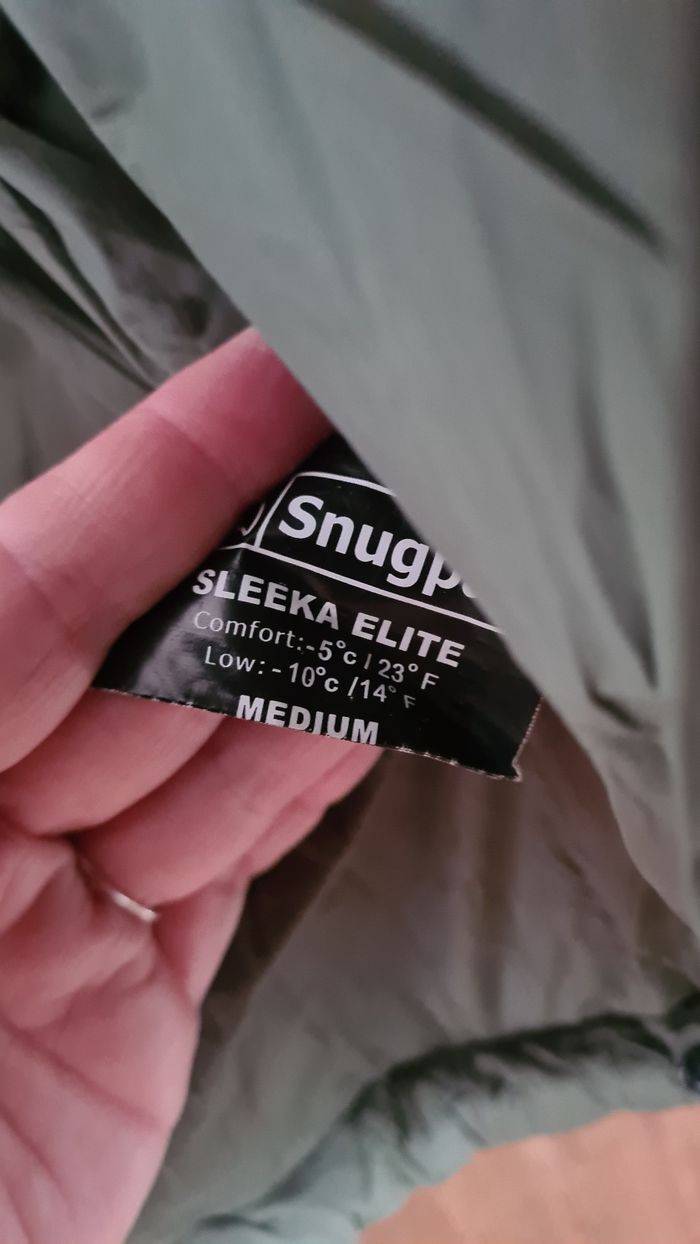 Snugp
SLEEKA ELITE
Comfort:-5°c / 23° F
Low: -10°c /14° F
MEDIUM